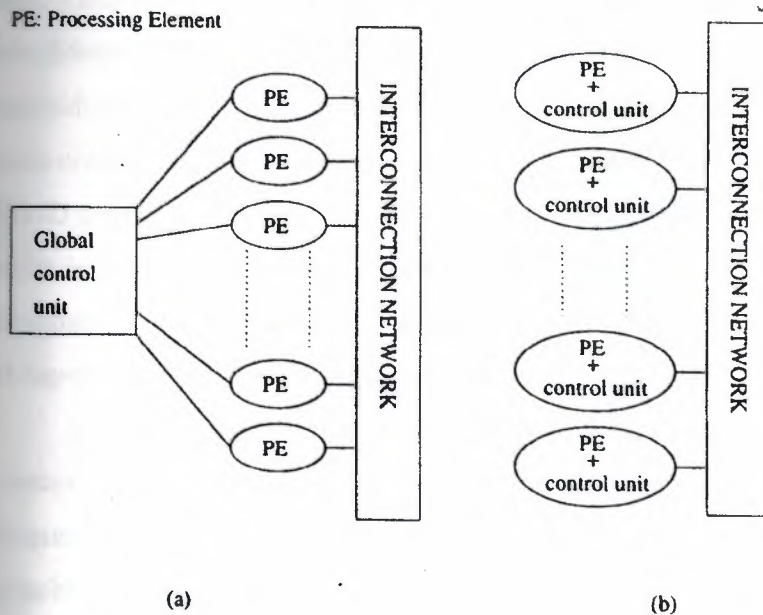 PE: Processing Element
PE
PE
PE
Global
control
unit
PE
PE
INTERCONNECTION NETWORK
(a)
PE
+
control unit
PE
+
control unit
PE
+
control unit
PE
+
control unit
INTERCONNECTION NETWORK
(b)